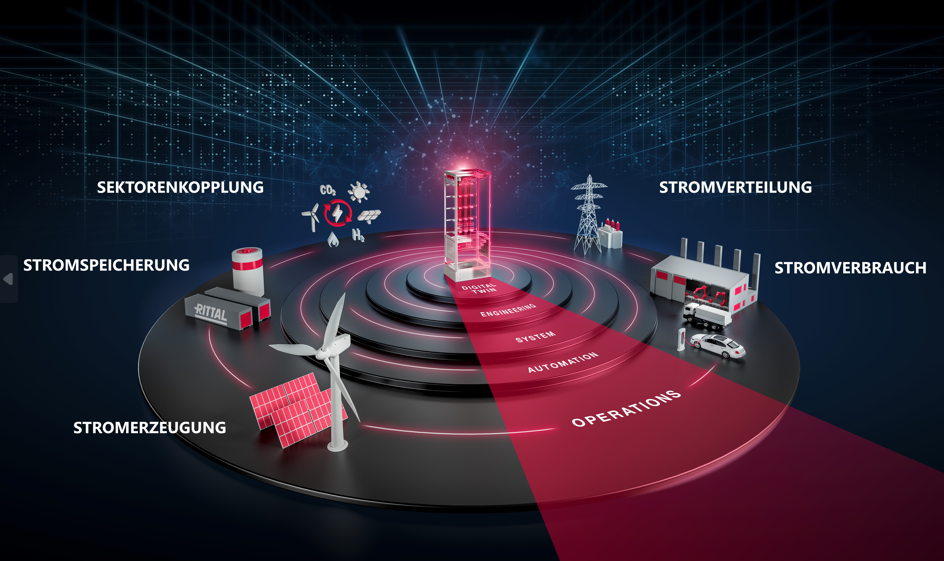 SEKTORENKOPPLUNG
CO₂
H₂
STROMVERTEILUNG
STROMSPEICHERUNG
STROMVERBRAUCH
RITTAL
DIGITAL
TWIN
ENGINEERING
SYSTEM
AUTOMATION
OPERATIONS
STROMERZEUGUNG